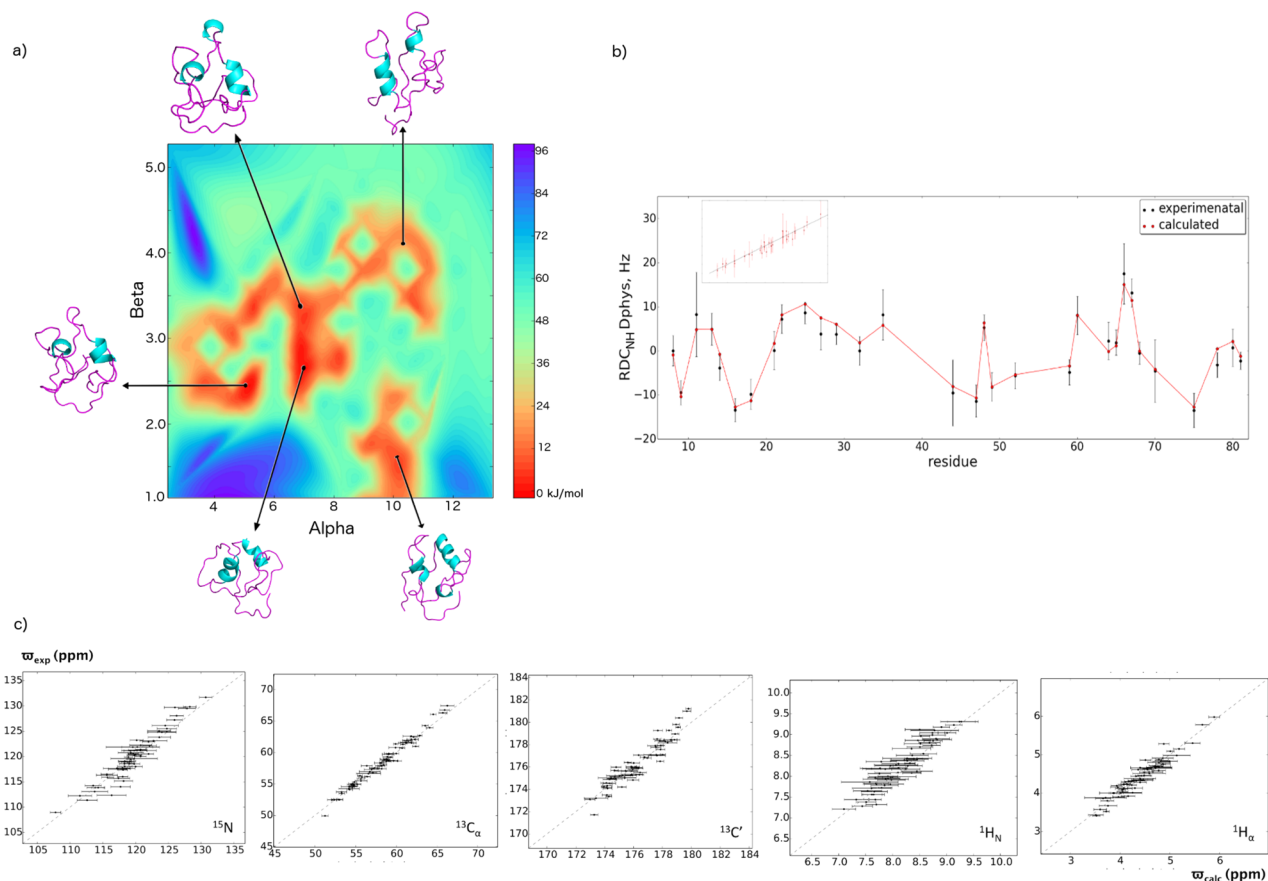 a)
b)
5.0
4.0
3.0
2.0
1.0
Beta
4
6
8
10
12
Alpha
96
84
72
60
48
36
24
12
0 kJ/mol
30
20
10
0
−10
−20
RDC_NH Dphys, Hz
experimenatal
calculated
10
20
30
40
50
60
70
80
residue
c)
ϖexp (ppm)
135
130
125
120
115
110
105
105 110 115 120 125 130 135
15N
70
65
60
55
50
45
45 50 55 60 65 70
13Cα
184
182
180
178
176
174
172
170
170 172 174 176 178 180 182 184
13C'
10.0
9.5
9.0
8.5
8.0
7.5
7.0
6.5
6.5 7.0 7.5 8.0 8.5 9.0 9.5 10.0
1HN
6
5
4
3
3 4 5 6
1Hα
ϖcalc (ppm)